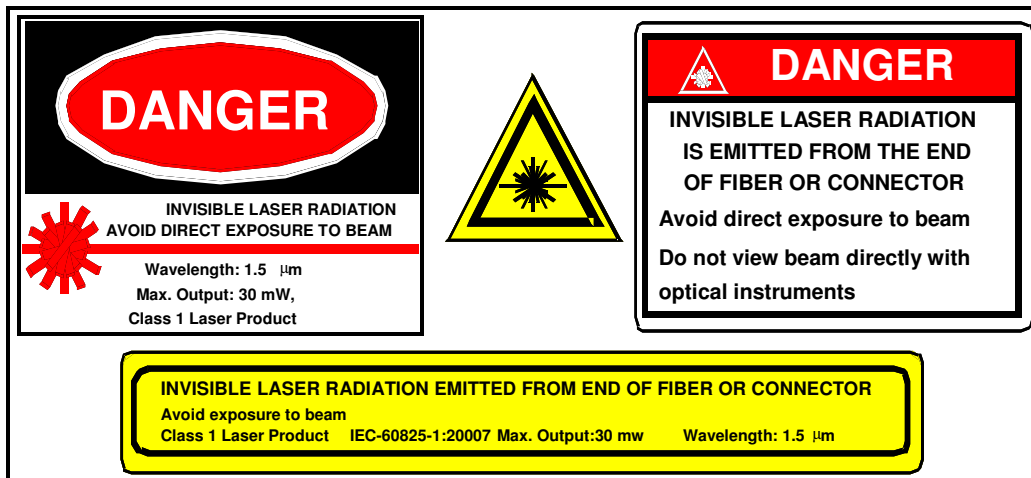 DANGER
INVISIBLE LASER RADIATION
AVOID DIRECT EXPOSURE TO BEAM
Wavelength: 1.5 μm
Max. Output: 30 mW,
Class 1 Laser Product
DANGER
INVISIBLE LASER RADIATION
IS EMITTED FROM THE END
OF FIBER OR CONNECTOR
Avoid direct exposure to beam
Do not view beam directly with
optical instruments
INVISIBLE LASER RADIATION EMITTED FROM END OF FIBER OR CONNECTOR
Avoid exposure to beam
Class 1 Laser Product IEC-60825-1:20007 Max. Output:30 mw Wavelength: 1.5 μm